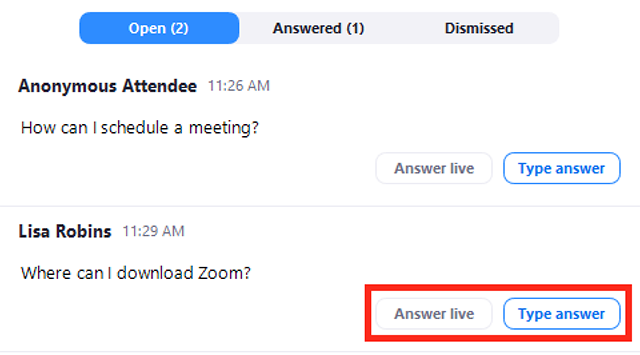 Open (2) Answered (1) Dismissed
Anonymous Attendee 11:26 AM
How can I schedule a meeting?
Answer live Type answer
Lisa Robins 11:29 AM
Where can I download Zoom?
Answer live Type answer